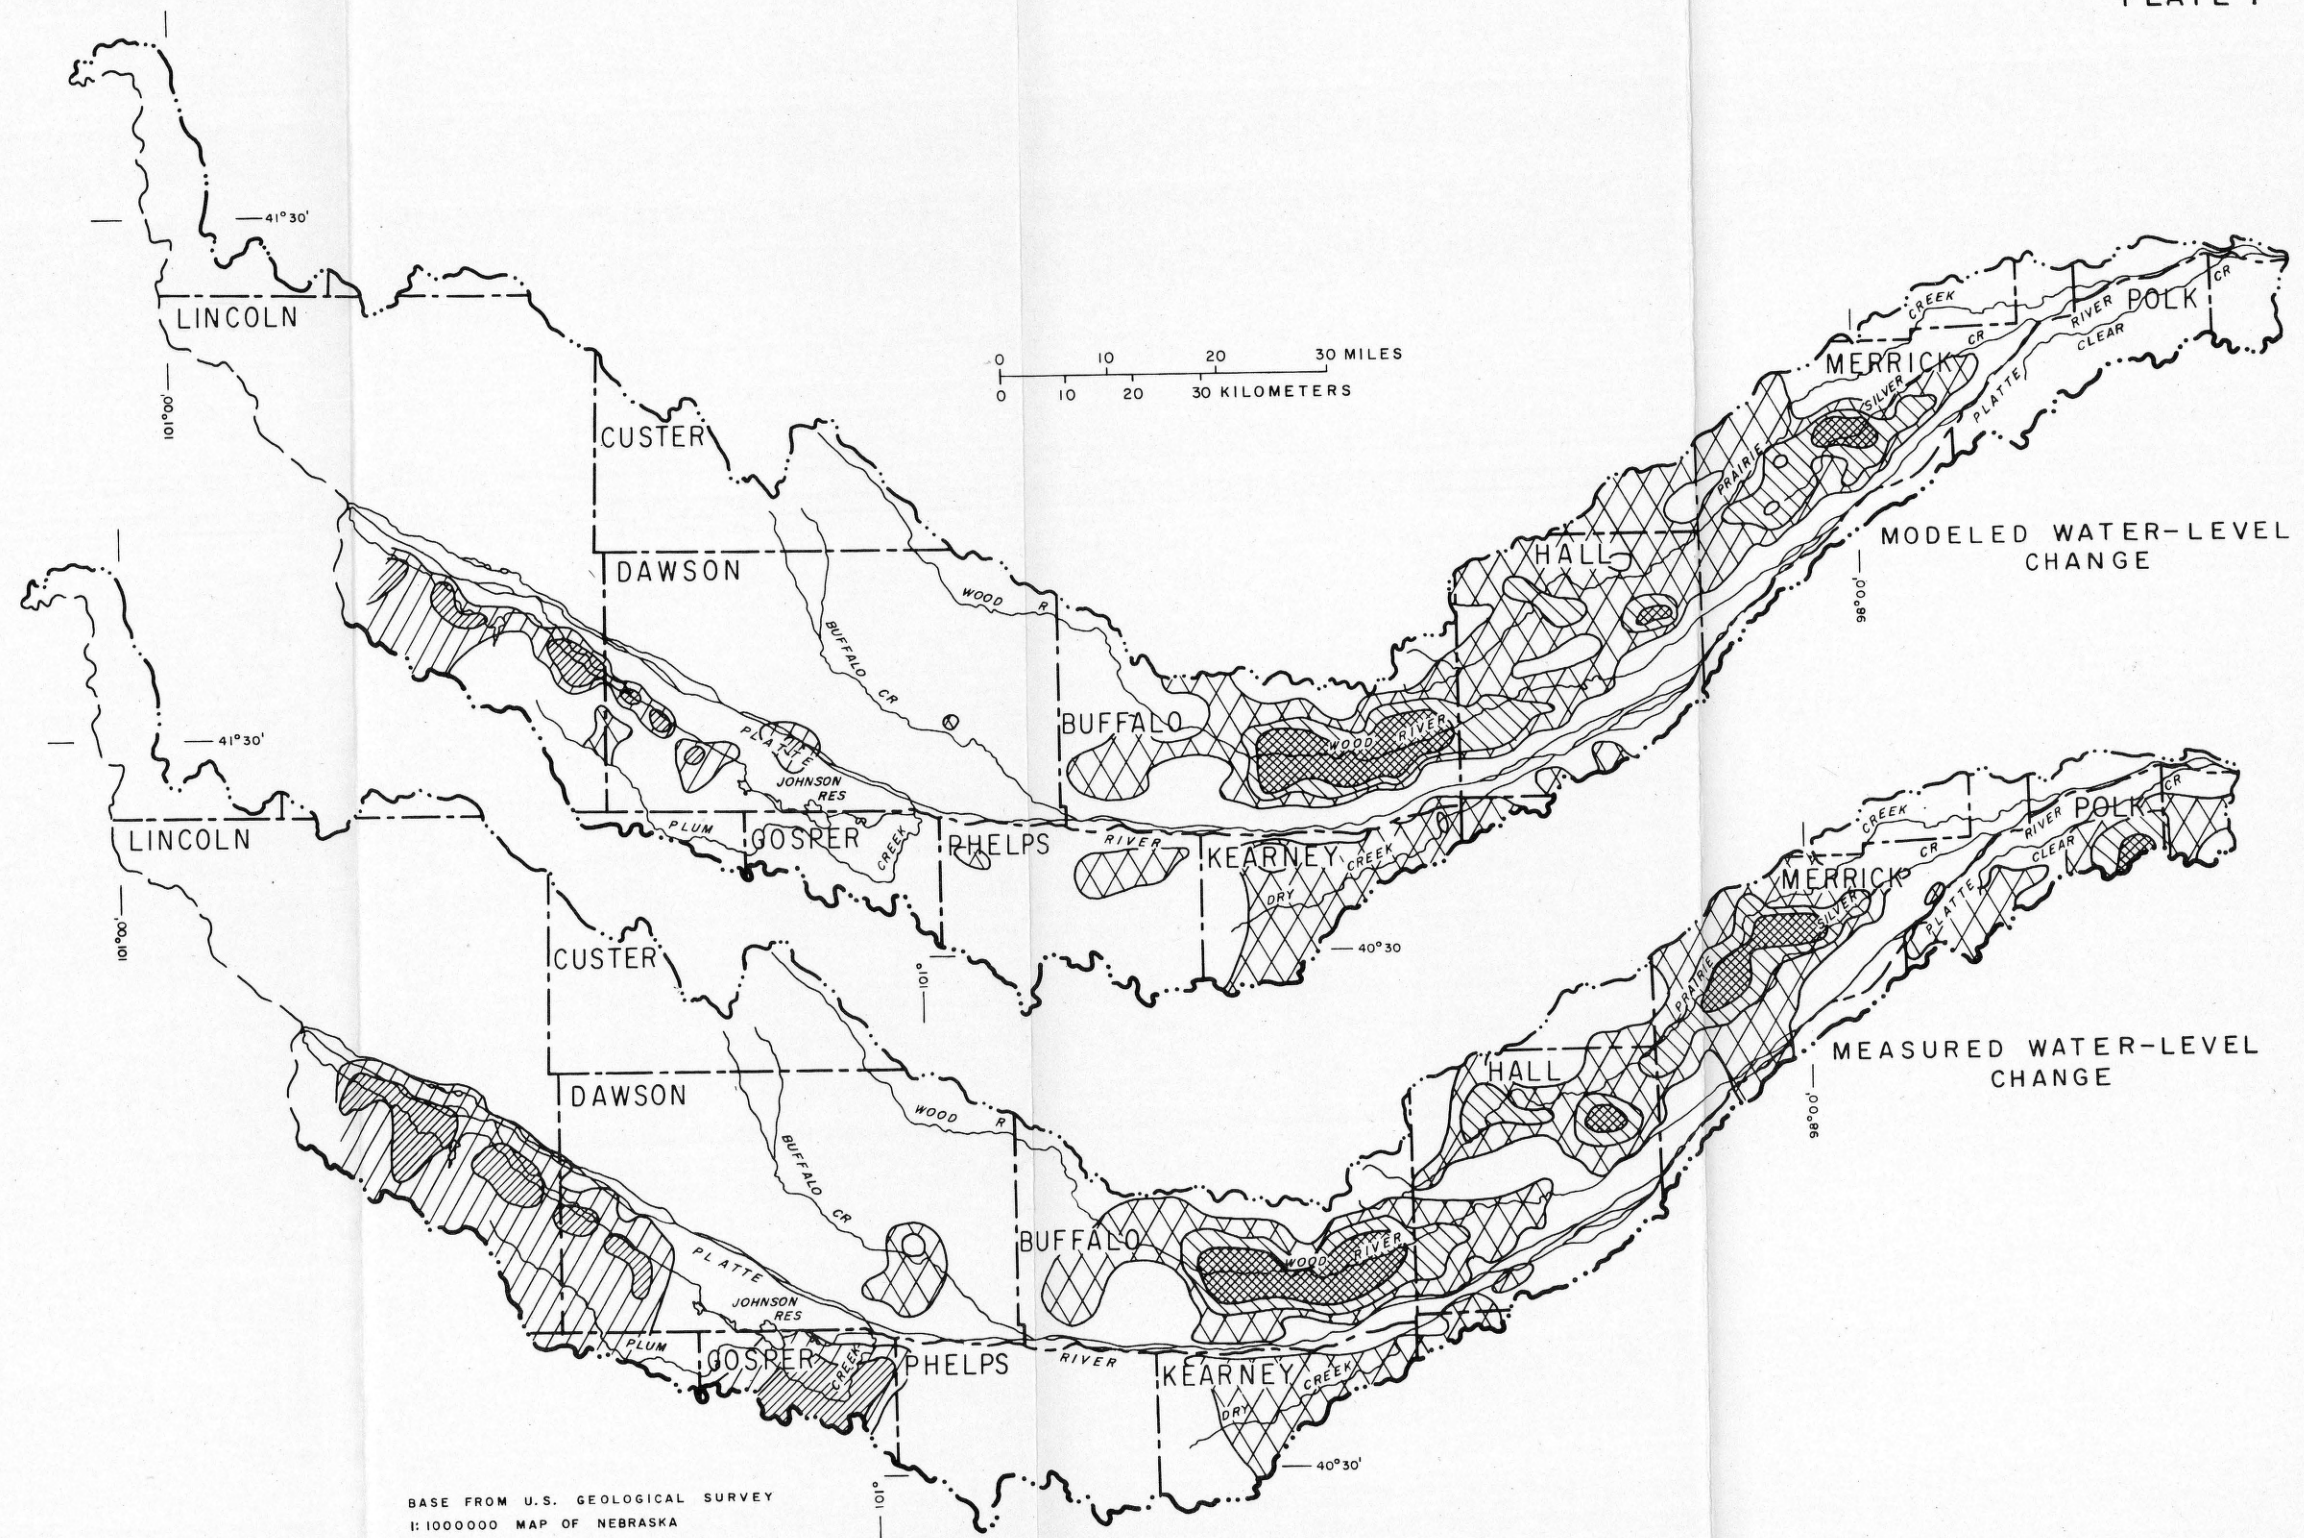 41°30'
LINCOLN
101°00'
0 10 20 30 MILES
0 10 20 30 KILOMETERS
CUSTER
DAWSON
BUFFALO CR
WOOD R
BUFFALO
WOOD RIVER
HALL
PRAIRIE
SILVER
MERRICK
CREEK
CR
RIVER
POLK
CR
CLEAR
PLATTE
MODELED WATER-LEVEL
CHANGE
98°00'
PLATTE
JOHNSON
RES
PLUM
GOSPER
CREEK
PHELPS
RIVER
KEARNEY
CREEK
DRY
40°30
101°
41°30'
LINCOLN
101°00'
CUSTER
DAWSON
BUFFALO CR
WOOD R
BUFFALO
WOOD RIVER
HALL
PRAIRIE
SILVER
MERRICK
CREEK
CR
RIVER
POLK
CR
CLEAR
PLATTE
MEASURED WATER-LEVEL
CHANGE
98°00'
PLATTE
JOHNSON
RES
PLUM
GOSPER
CREEK
PHELPS
RIVER
KEARNEY
CREEK
DRY
40°30'
101°
BASE FROM U.S. GEOLOGICAL SURVEY
1:1000000 MAP OF NEBRASKA